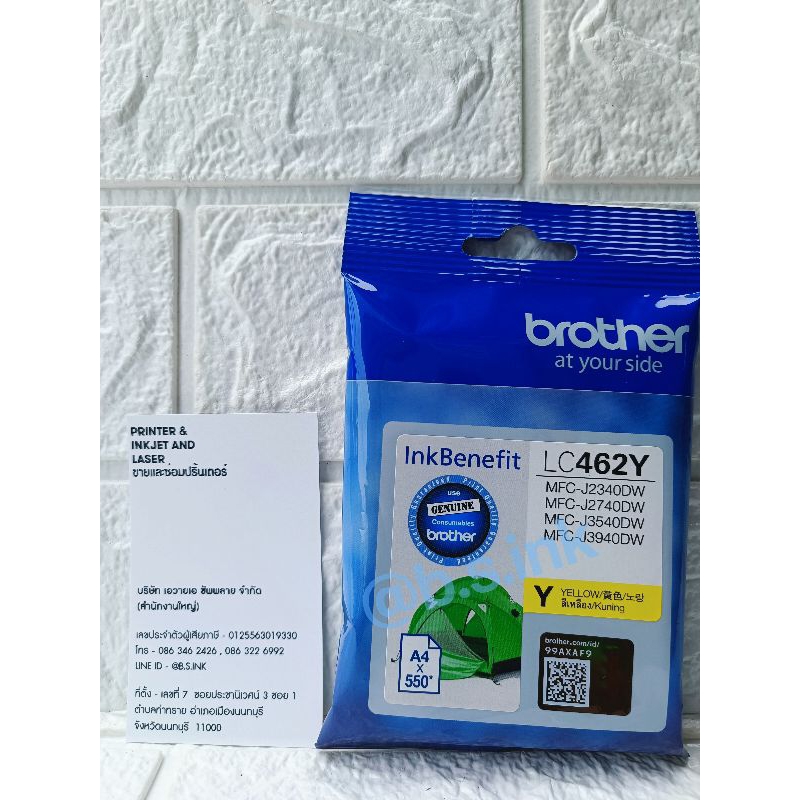 PRINTER &
INKJET AND
LASER
ขายและซ่อมปริ้นเตอร์
บริษัท เอวายเอ ซัพพลาย จำกัด
(สำนักงานใหญ่)
เลขประจำตัวผู้เสียภาษี - 0125563019330
โทร - 086 346 2426 , 086 322 6992
LINE ID - @B.S.INK
ที่ตั้ง - เลขที่ 7 ซอยประชานิเวศน์ 3 ซอย 1
ตำบลท่าทราย อำเภอเมืองนนทบุรี
จังหวัดนนทบุรี 11000
brother
at your side
InkBenefit
LC462Y
MFC-J2340DW
MFC-J2740DW
MFC-J3540DW
MFC-J3940DW
Print Quality Guaranteed
use
GENUINE
Consumables
brother
Print Quality Guaranteed
@b.s.ink
Y YELLOW/黃色/노랑
สีเหลือง/Kuning
A4
x
550*
brother.com/id/
99AXAF9